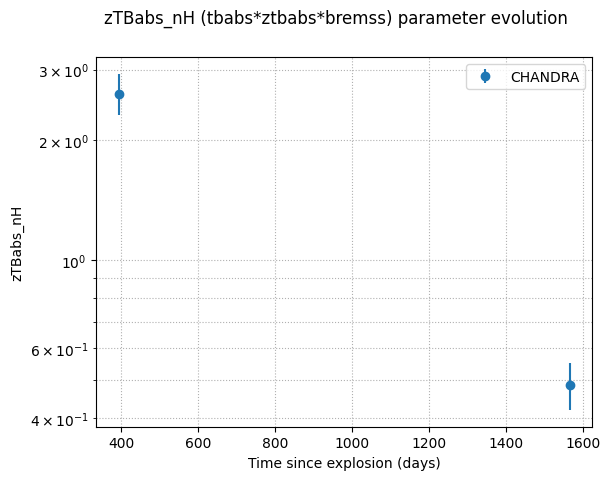 zTBabs_nH (tbabs*ztbabs*bremss) parameter evolution
CHANDRA
3 × 10⁰
2 × 10⁰
10⁰
6 × 10⁻¹
4 × 10⁻¹
zTBabs_nH
400 600 800 1000 1200 1400 1600
Time since explosion (days)